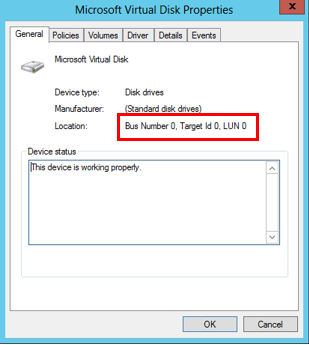 Microsoft Virtual Disk Properties
x
General Policies Volumes Driver Details Events
Microsoft Virtual Disk
Device type: Disk drives
Manufacturer: (Standard disk drives)
Location: Bus Number 0, Target Id 0, LUN 0
Device status
This device is working properly.
OK Cancel